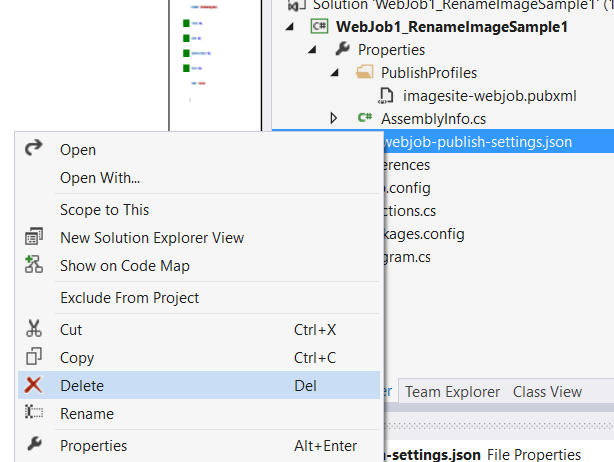 Solution 'WebJob1_RenameImageSample1' (1
WebJob1_RenameImageSample1
Properties
PublishProfiles
imagesite-webjob.pubxml
AssemblyInfo.cs
webjob-publish-settings.json
erences
.config
ctions.cs
kages.config
gram.cs
Open
Open With...
Scope to This
New Solution Explorer View
Show on Code Map
Exclude From Project
Cut Ctrl+X
Copy Ctrl+C
Delete Del
Rename
Properties Alt+Enter
er Team Explorer Class View
-settings.json File Properties